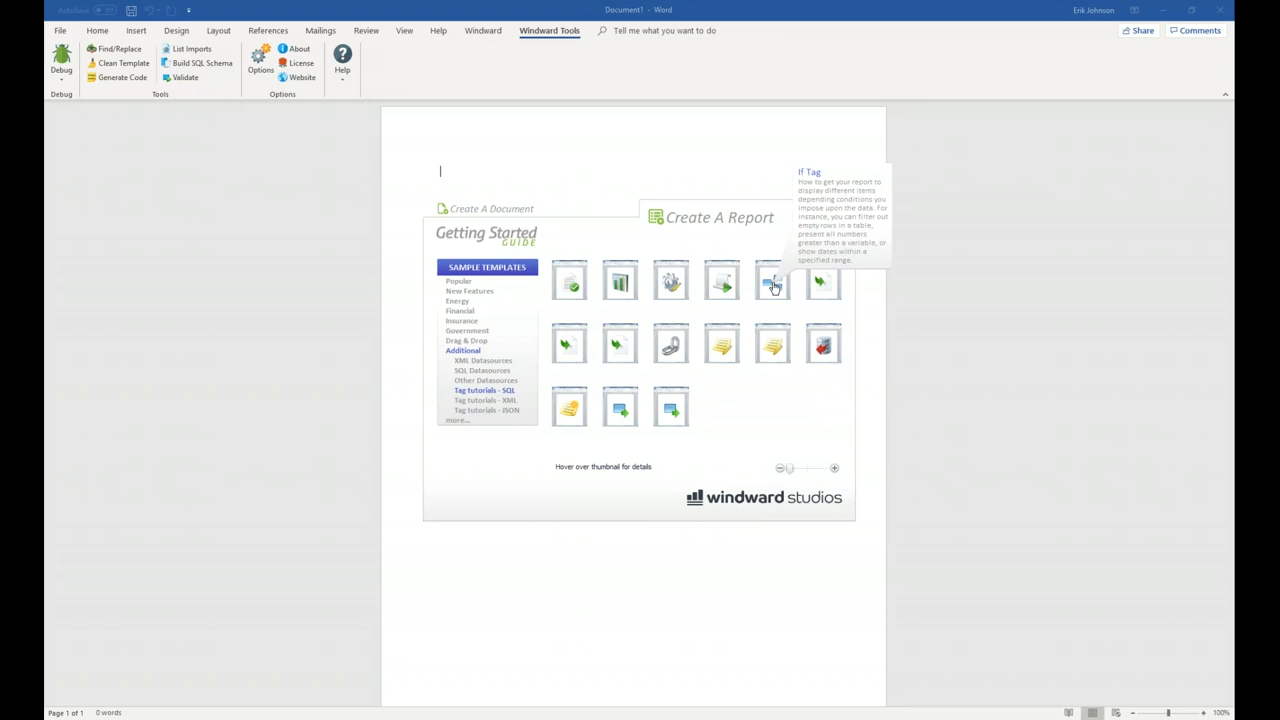 AutoSave Off
Document1 - Word
Erik Johnson
File Home Insert Design Layout References Mailings Review View Help Windward Windward Tools Tell me what you want to do Share Comments
Debug
Find/Replace
Clean Template
Generate Code
List Imports
Build SQL Schema
Validate
Options
About
License
Website
Help
Debug Tools Options
If Tag
How to get your report to
display different items
depending conditions you
impose upon the data. For
instance, you can filter out
empty rows in a table,
present all numbers
greater than a variable, or
show dates within a
specified range.
Create A Document
Create A Report
Getting Started
GUIDE
SAMPLE TEMPLATES
Popular
New Features
Energy
Financial
Insurance
Government
Drag & Drop
Additional
XML Datasources
SQL Datasources
Other Datasources
Tag tutorials - SQL
Tag tutorials - XML
Tag tutorials - JSON
more...
Hover over thumbnail for details
windward studios
Page 1 of 1 0 words
100%